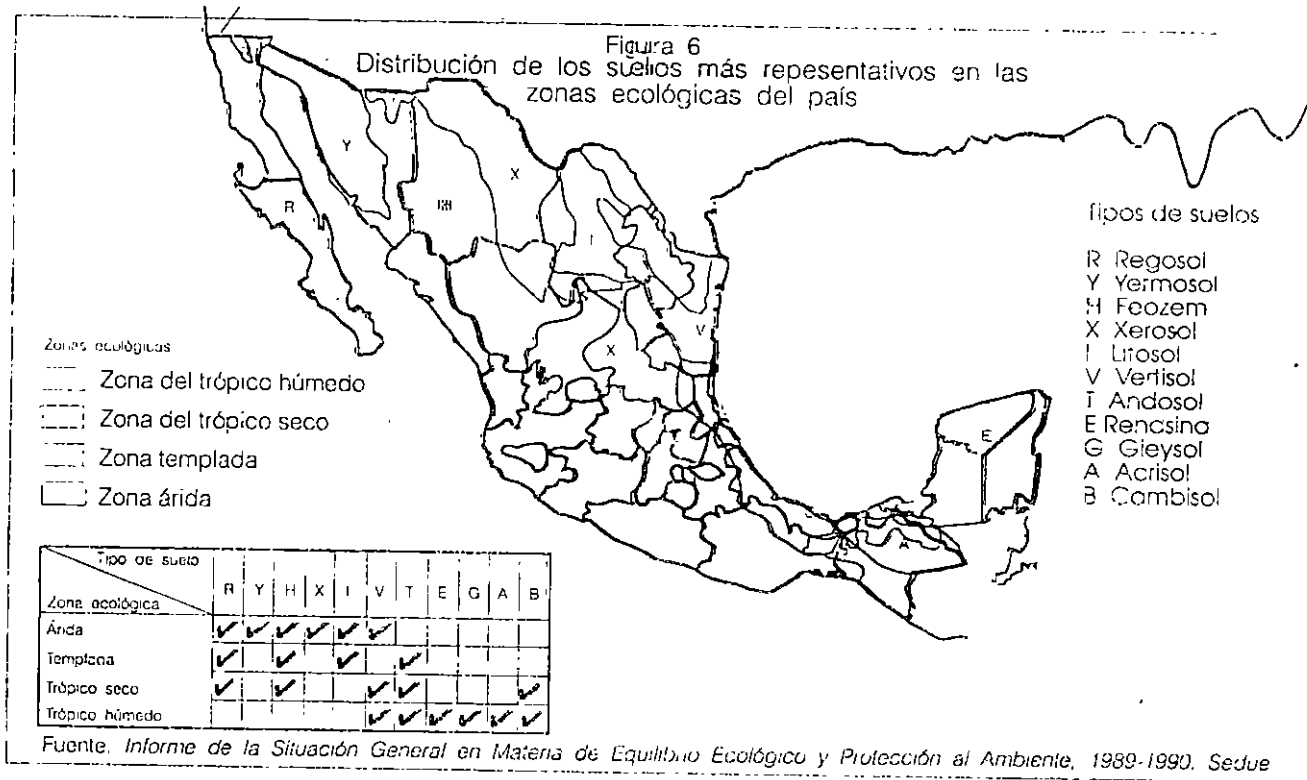 Figura 6
Distribución de los suelos más repesentativos en las
zonas ecológicas del país
Y
X
R
I
V
X
E
A
Tipos de suelos
R Regosol
Y Yermosol
H Feozem
X Xerosol
I Litosol
V Vertisol
T Andosol
E Rencsina
G Gleysol
A Acrisol
B Cambisol
Zonas ecológicas
Zona del trópico húmedo
Zona del trópico seco
Zona templada
Zona árida
Tipo de suelo
Zona ecológica
R Y H X I V T E G A B
Árida ✔ ✔ ✔ ✔ ✔ ✔
Templada ✔ ✔ ✔ ✔
Trópico seco ✔ ✔ ✔ ✔ ✔
Trópico húmedo ✔ ✔ ✔ ✔ ✔ ✔
Fuente. Informe de la Situación General en Materia de Equilibrio Ecológico y Protección al Ambiente, 1989-1990. Sedue